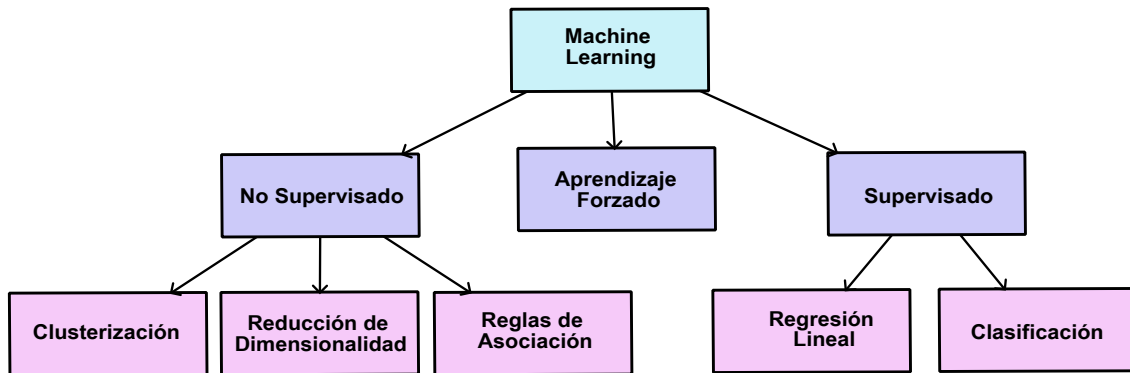 Machine
Learning
No Supervisado
Aprendizaje
Forzado
Supervisado
Clusterización
Reducción de
Dimensionalidad
Reglas de
Asociación
Regresión
Lineal
Clasificación